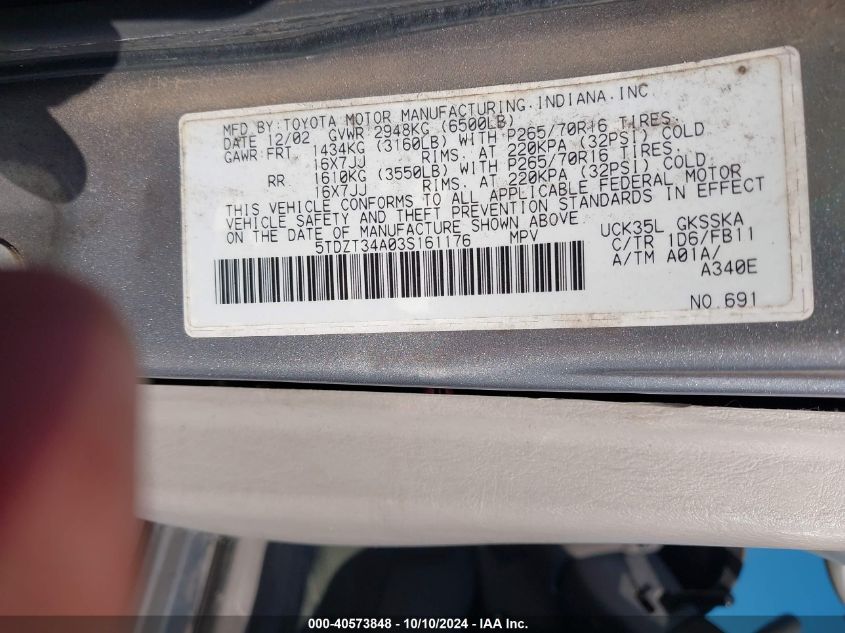 MFD.BY:TOYOTA MOTOR MANUFACTURING.INDIANA.INC
DATE 12/02 GVWR 2948KG (6500LB)
GAWR:FRT 1434KG (3160LB) WITH P265/70R16 TIRES.
16X7JJ RIMS, AT 220KPA (32PSI) COLD
RR 1610KG (3550LB) WITH P265/70R16 TIRES.
16X7JJ RIMS, AT 220KPA (32PSI) COLD.
THIS VEHICLE CONFORMS TO ALL APPLICABLE FEDERAL MOTOR
VEHICLE SAFETY AND THEFT PREVENTION STANDARDS IN EFFECT
ON THE DATE OF MANUFACTURE SHOWN ABOVE.
5TDZT34A03S161176 MPV
UCK35L GKSSKA
C/TR 1D6/FB11
A/TM A01A/
A340E
NO.691
000-40573848 - 10/10/2024 - IAAI Inc.